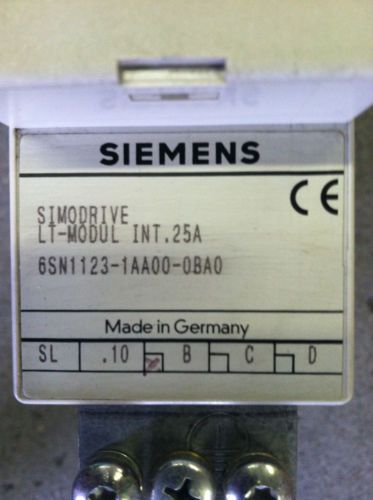 SIEMENS
CE
SIMODRIVE
LT-MODUL INT.25A
6SN1123-1AA00-0BA0
Made in Germany
SL .10 B C D